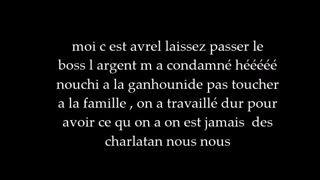 moi c est avrel laissez passer le
boss l argent m a condamné hééééé
nouchi a la ganhounide pas toucher
a la famille , on a travaillé dur pour
avoir ce qu on a on est jamais des
charlatan nous nous